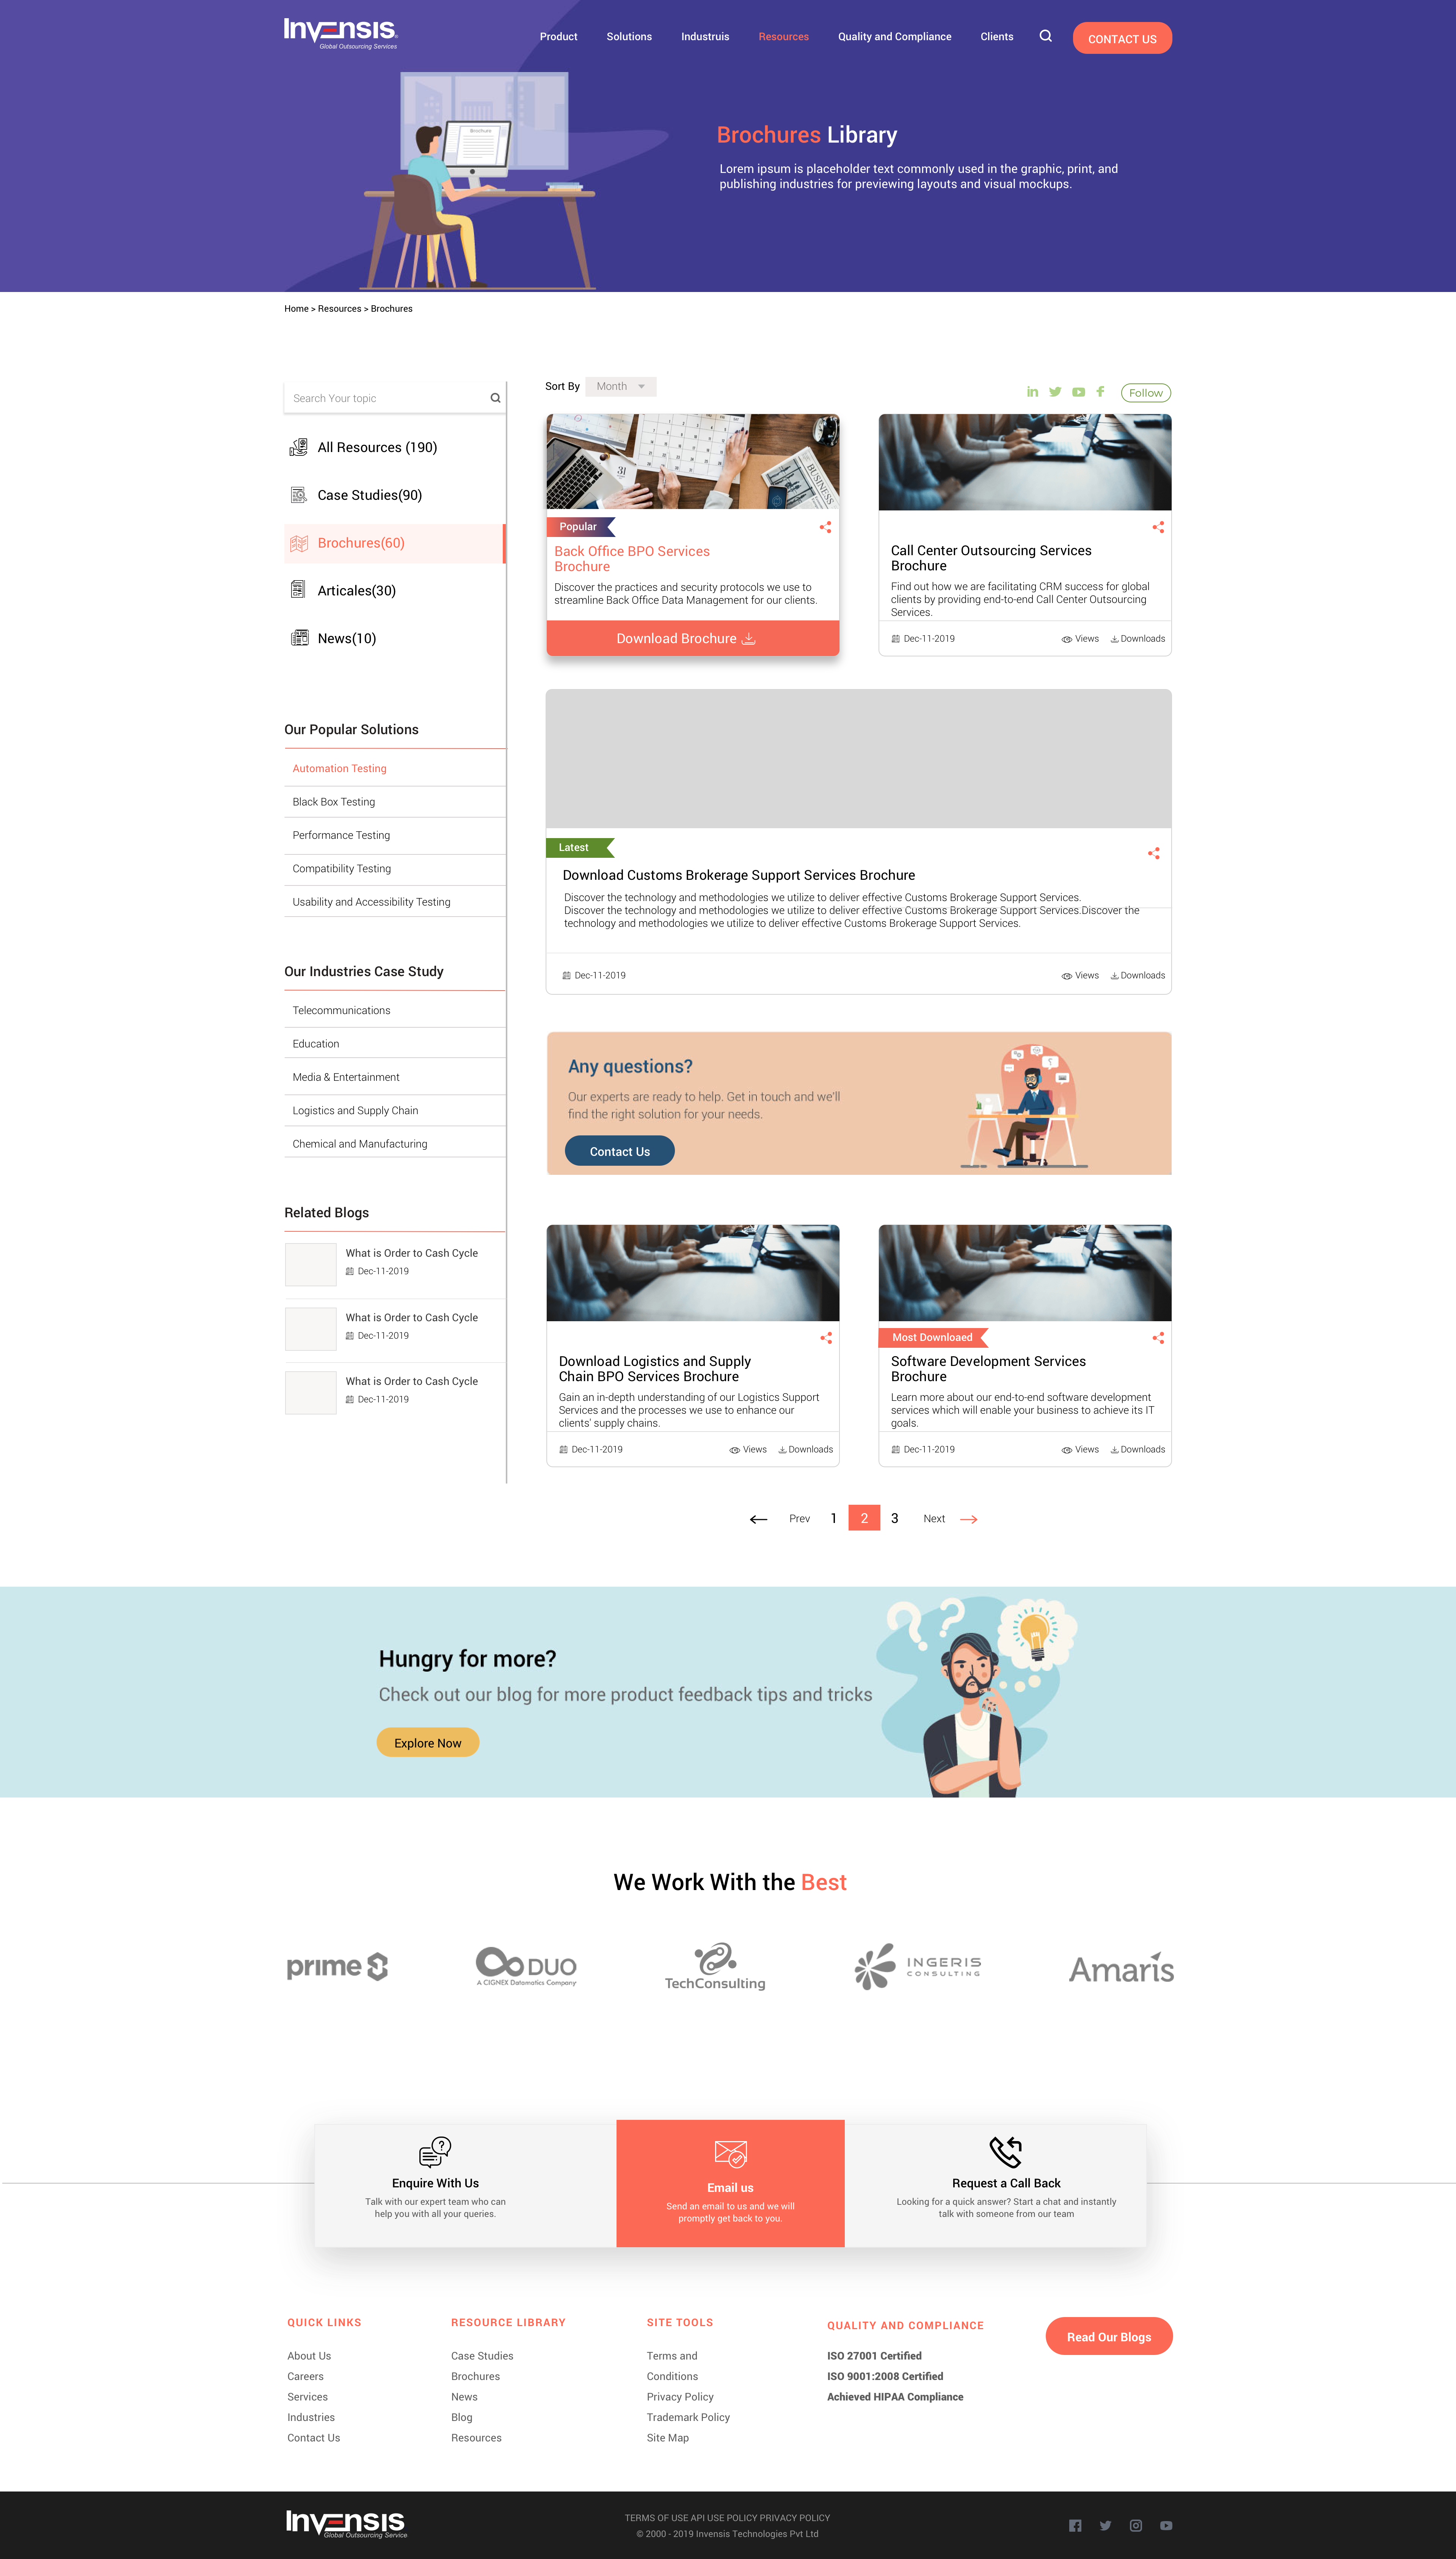 Invensis
Global Outsourcing Services
Product
Solutions
Industruis
Resources
Quality and Compliance
Clients
CONTACT US
Brochure
Brochures Library
Lorem ipsum is placeholder text commonly used in the graphic, print, and
publishing industries for previewing layouts and visual mockups.
Home > Resources > Brochures
Search Your topic
All Resources (190)
Case Studies(90)
Brochures(60)
Articales(30)
News(10)
Our Popular Solutions
Automation Testing
Black Box Testing
Performance Testing
Compatibility Testing
Usability and Accessibility Testing
Our Industries Case Study
Telecommunications
Education
Media & Entertainment
Logistics and Supply Chain
Chemical and Manufacturing
Related Blogs
What is Order to Cash Cycle
Dec-11-2019
What is Order to Cash Cycle
Dec-11-2019
What is Order to Cash Cycle
Dec-11-2019
Sort By
Month
Follow
31
BUSINESS
Popular
Back Office BPO Services
Brochure
Discover the practices and security protocols we use to
streamline Back Office Data Management for our clients.
Download Brochure
Call Center Outsourcing Services
Brochure
Find out how we are facilitating CRM success for global
clients by providing end-to-end Call Center Outsourcing
Services.
Dec-11-2019
Views
Downloads
Latest
Download Customs Brokerage Support Services Brochure
Discover the technology and methodologies we utilize to deliver effective Customs Brokerage Support Services.
Discover the technology and methodologies we utilize to deliver effective Customs Brokerage Support Services.Discover the
technology and methodologies we utilize to deliver effective Customs Brokerage Support Services.
Dec-11-2019
Views
Downloads
Any questions?
Our experts are ready to help. Get in touch and we'll
find the right solution for your needs.
Contact Us
Download Logistics and Supply
Chain BPO Services Brochure
Gain an in-depth understanding of our Logistics Support
Services and the processes we use to enhance our
clients' supply chains.
Dec-11-2019
Views
Downloads
Most Downloaed
Software Development Services
Brochure
Learn more about our end-to-end software development
services which will enable your business to achieve its IT
goals.
Dec-11-2019
Views
Downloads
Prev
1
2
3
Next
Hungry for more?
Check out our blog for more product feedback tips and tricks
Explore Now
We Work With the Best
prime
DUO
A CIGNEX Datamatics Company
TechConsulting
INGERIS
CONSULTING
Amaris
Enquire With Us
Talk with our expert team who can
help you with all your queries.
Email us
Send an email to us and we will
promptly get back to you.
Request a Call Back
Looking for a quick answer? Start a chat and instantly
talk with someone from our team
QUICK LINKS
About Us
Careers
Services
Industries
Contact Us
RESOURCE LIBRARY
Case Studies
Brochures
News
Blog
Resources
SITE TOOLS
Terms and
Conditions
Privacy Policy
Trademark Policy
Site Map
QUALITY AND COMPLIANCE
ISO 27001 Certified
ISO 9001:2008 Certified
Achieved HIPAA Compliance
Read Our Blogs
Invensis
Global Outsourcing Service
TERMS OF USE API USE POLICY PRIVACY POLICY
© 2000 - 2019 Invensis Technologies Pvt Ltd